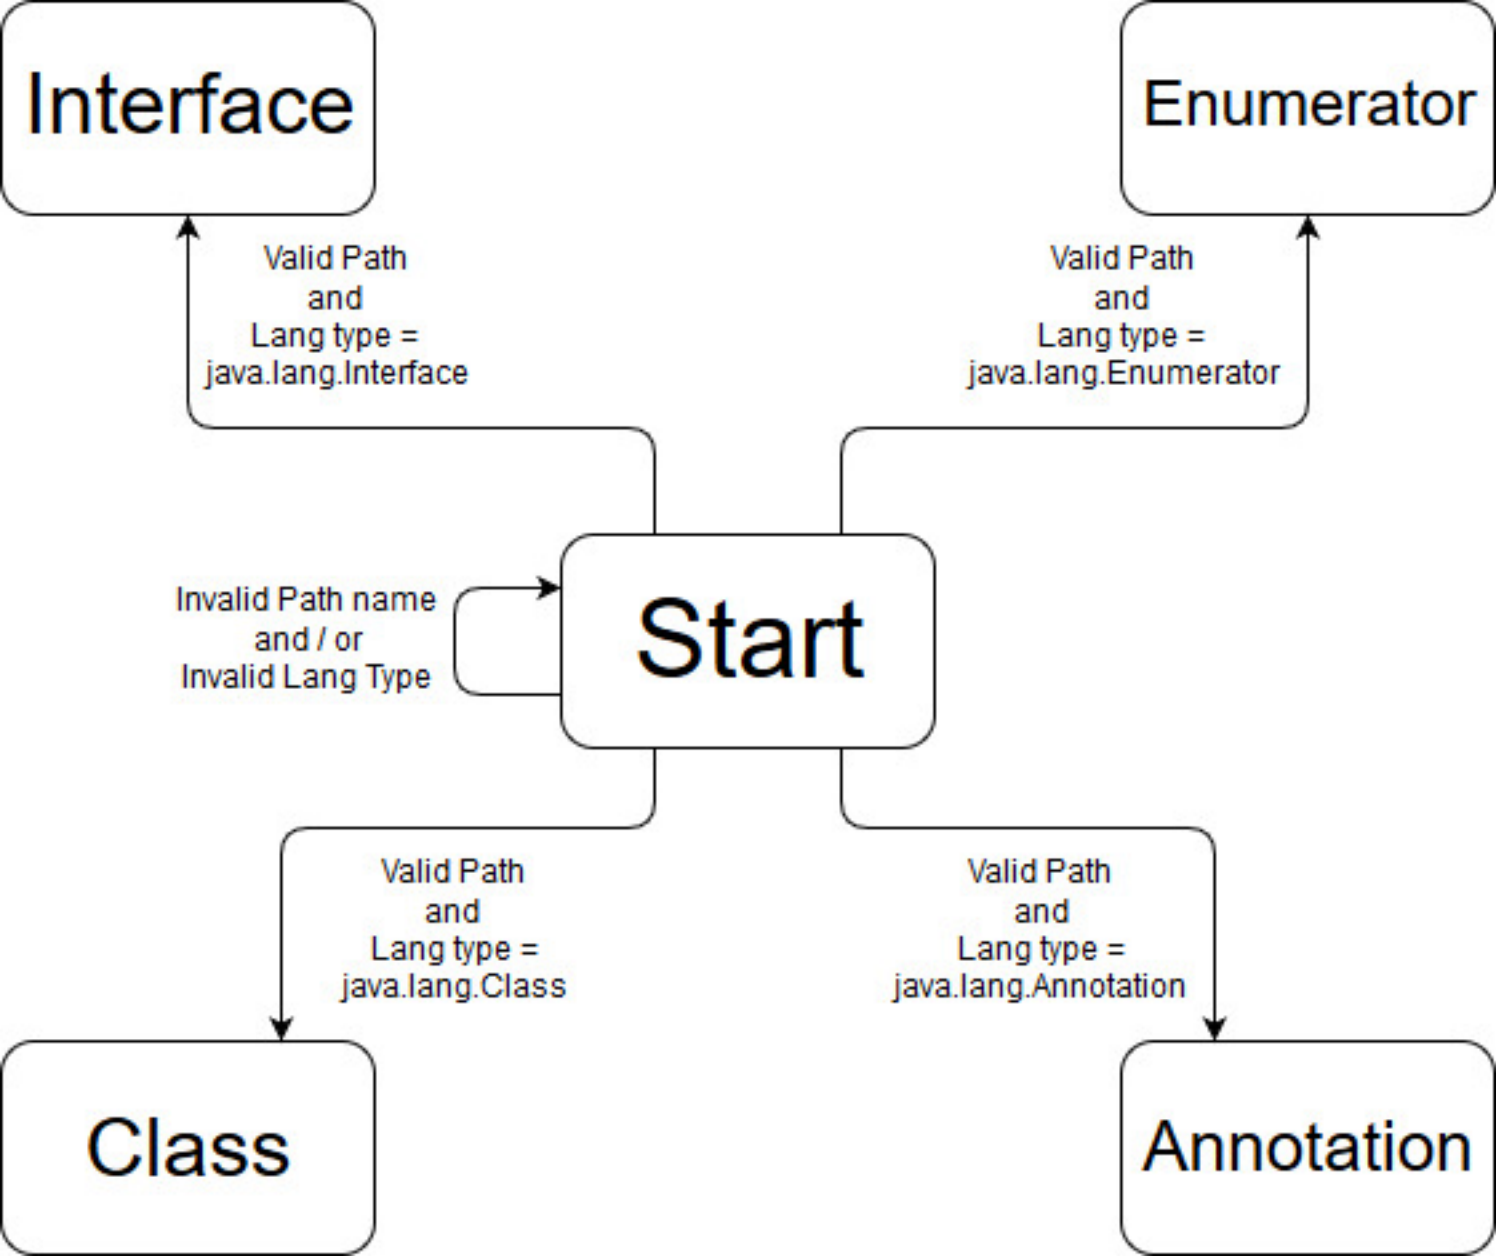 Interface
Enumerator
Valid Path
and
Lang type =
java.lang.Interface
Valid Path
and
Lang type =
java.lang.Enumerator
Invalid Path name
and / or
Invalid Lang Type
Start
Valid Path
and
Lang type =
java.lang.Class
Valid Path
and
Lang type =
java.lang.Annotation
Class
Annotation